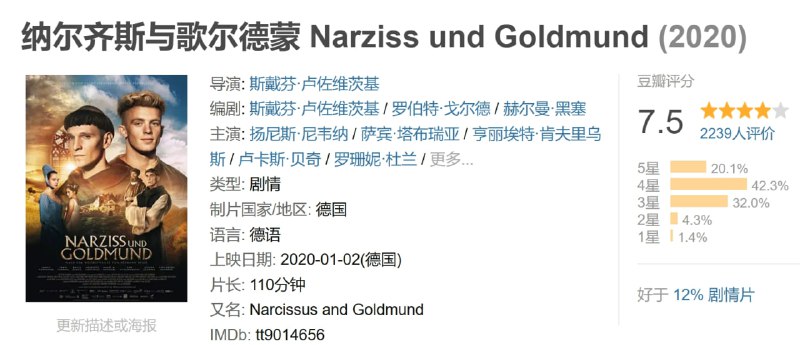 纳尔齐斯与歌尔德蒙 Narziss und Goldmund (2020)
NARZISS UND
GOLDMUND
更新描述或海报
导演: 斯戴芬·卢佐维茨基
编剧: 斯戴芬·卢佐维茨基 / 罗伯特·戈尔德 / 赫尔曼·黑塞
主演: 扬尼斯·尼韦纳 / 萨宾·塔布瑞亚 / 亨丽埃特·肯夫里乌
斯 / 卢卡斯·贝奇 / 罗珊妮·杜兰 / 更多...
类型: 剧情
制片国家/地区: 德国
语言: 德语
上映日期: 2020-01-02(德国)
片长: 110分钟
又名: Narcissus and Goldmund
IMDb: tt9014656
豆瓣评分
7.5
2239人评价
5星 20.1%
4星 42.3%
3星 32.0%
2星 4.3%
1星 1.4%
好于 12% 剧情片